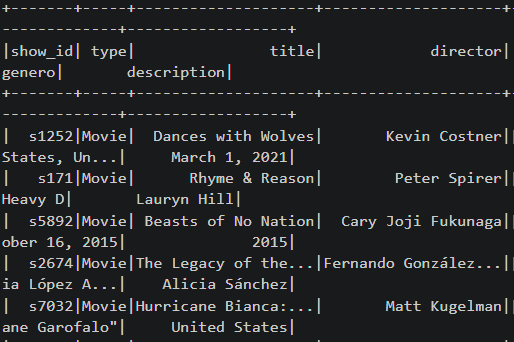 +-------+-----+--------------------+--------------------+
-------------+-----------------+
|show_id| type|               title|            director|
genero|       description|
+-------+-----+--------------------+--------------------+
-------------+-----------------+
|  s1252|Movie|  Dances with Wolves|       Kevin Costner|
States, Un...|     March 1, 2021|
|   s171|Movie|      Rhyme & Reason|        Peter Spirer|
Heavy D|       Lauryn Hill|
|  s5892|Movie| Beasts of No Nation|  Cary Joji Fukunaga|
ober 16, 2015|              2015|
|  s2674|Movie|The Legacy of the...|Fernando González...|
ia López A...|    Alicia Sánchez|
|  s7032|Movie|Hurricane Bianca:...|       Matt Kugelman|
ane Garofalo"|     United States|